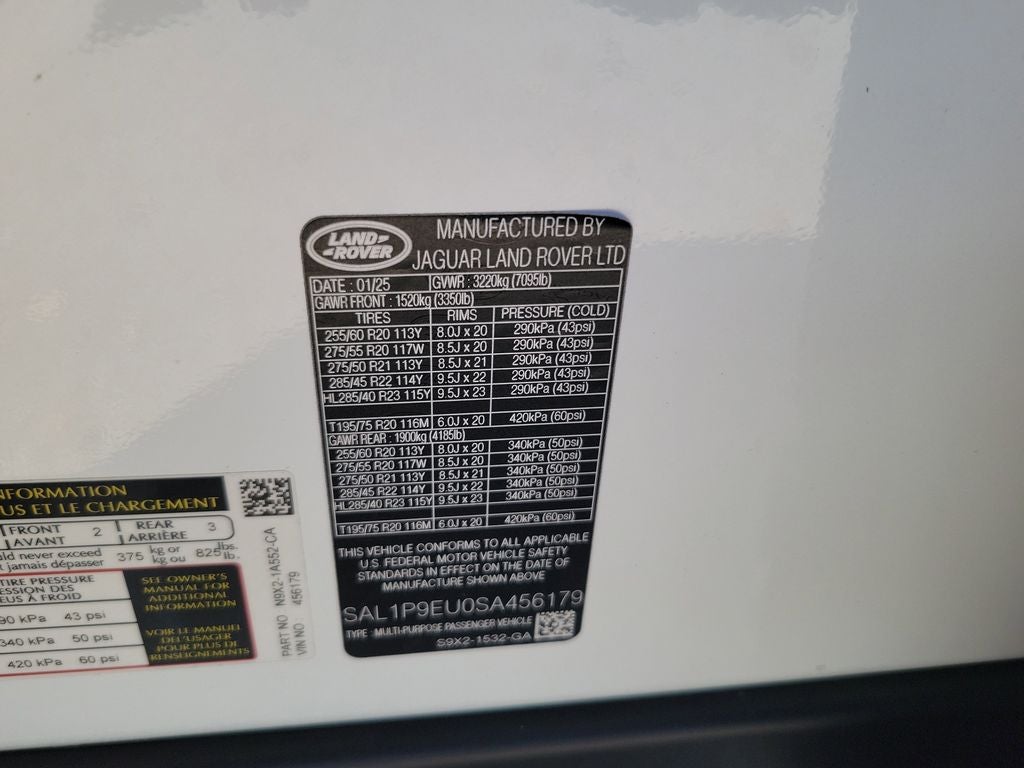 LAND-
-ROVER
MANUFACTURED BY
JAGUAR LAND ROVER LTD
DATE : 01/25 GVWR : 3220kg (7095lb)
GAWR FRONT : 1520kg (3350lb)
TIRES RIMS PRESSURE (COLD)
255/60 R20 113Y 8.0J x 20 290kPa (43psi)
275/55 R20 117W 8.5J x 20 290kPa (43psi)
275/50 R21 113Y 8.5J x 21 290kPa (43psi)
285/45 R22 114Y 9.5J x 22 290kPa (43psi)
HL285/40 R23 115Y 9.5J x 23 290kPa (43psi)
T195/75 R20 116M 6.0J x 20 420kPa (60psi)
GAWR REAR : 1900kg (4185lb)
255/60 R20 113Y 8.0J x 20 340kPa (50psi)
275/55 R20 117W 8.5J x 20 340kPa (50psi)
275/50 R21 113Y 8.5J x 21 340kPa (50psi)
285/45 R22 114Y 9.5J x 22 340kPa (50psi)
HL285/40 R23 115Y 9.5J x 23 340kPa (50psi)
T195/75 R20 116M 6.0J x 20 420kPa (60psi)
THIS VEHICLE CONFORMS TO ALL APPLICABLE
U.S. FEDERAL MOTOR VEHICLE SAFETY
STANDARDS IN EFFECT ON THE DATE OF
MANUFACTURE SHOWN ABOVE
SAL1P9EU0SA456179
TYPE : MULTI-PURPOSE PASSENGER VEHICLE
S9X2-1532-GA
NFORMATION
US ET LE CHARGEMENT
FRONT 2 REAR 3
AVANT ARRIÈRE
ld never exceed 375 kg or 825 lbs.
t jamais dépasser kg ou lb.
TIRE PRESSURE
ESSION DES
EUS À FROID
90 kPa 43 psi
340 kPa 50 psi
420 kPa 60 psi
SEE OWNER'S
MANUAL FOR
ADDITIONAL
INFORMATION
VOIR LE MANUEL
DE L'USAGER
POUR PLUS DE
RENSEIGNEMENTS
PART NO N9X2-1A552-CA
VIN NO 456179